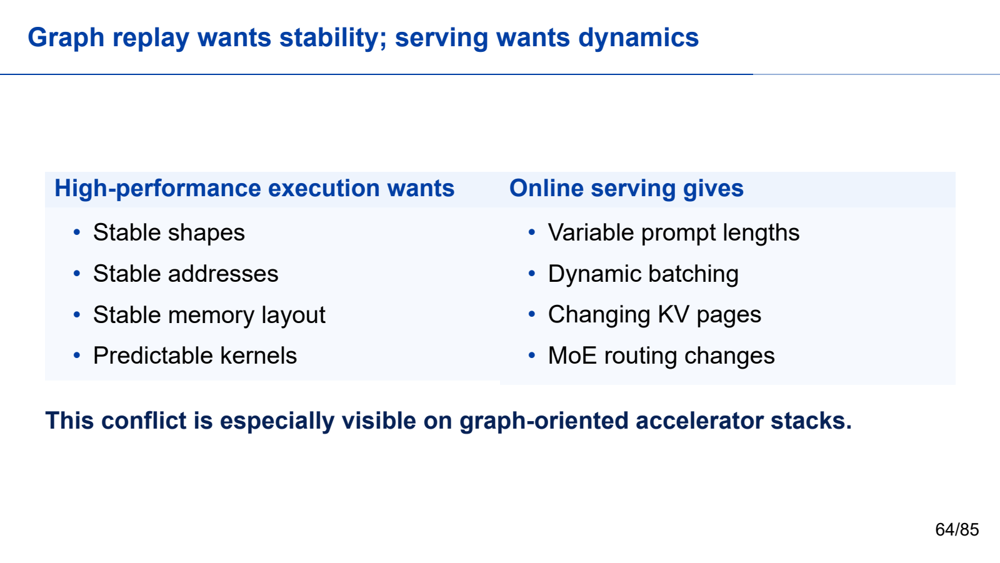 Graph replay wants stability; serving wants dynamics
High-performance execution wants
• Stable shapes
• Stable addresses
• Stable memory layout
• Predictable kernels
Online serving gives
• Variable prompt lengths
• Dynamic batching
• Changing KV pages
• MoE routing changes
This conflict is especially visible on graph-oriented accelerator stacks.
64/85